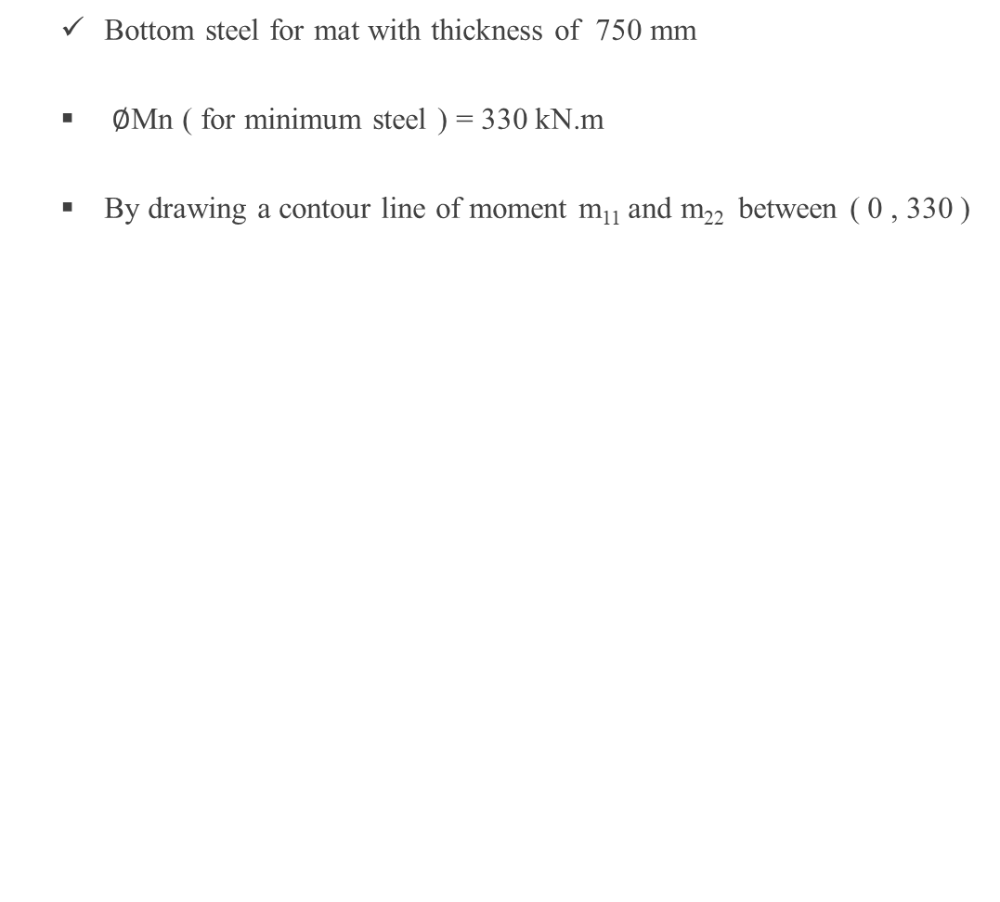 ✓ Bottom steel for mat with thickness of 750 mm
▪ ∅Mn ( for minimum steel ) = 330 kN.m
▪ By drawing a contour line of moment m₁₁ and m₂₂ between ( 0 , 330 )